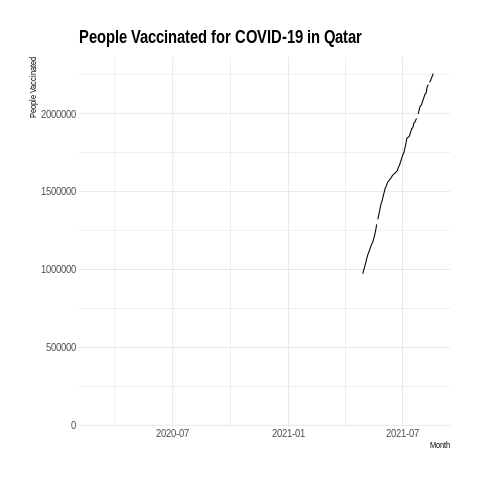 People Vaccinated for COVID-19 in Qatar
People Vaccinated
2000000
1500000
1000000
500000
0
2020-07 2021-01 2021-07
Month